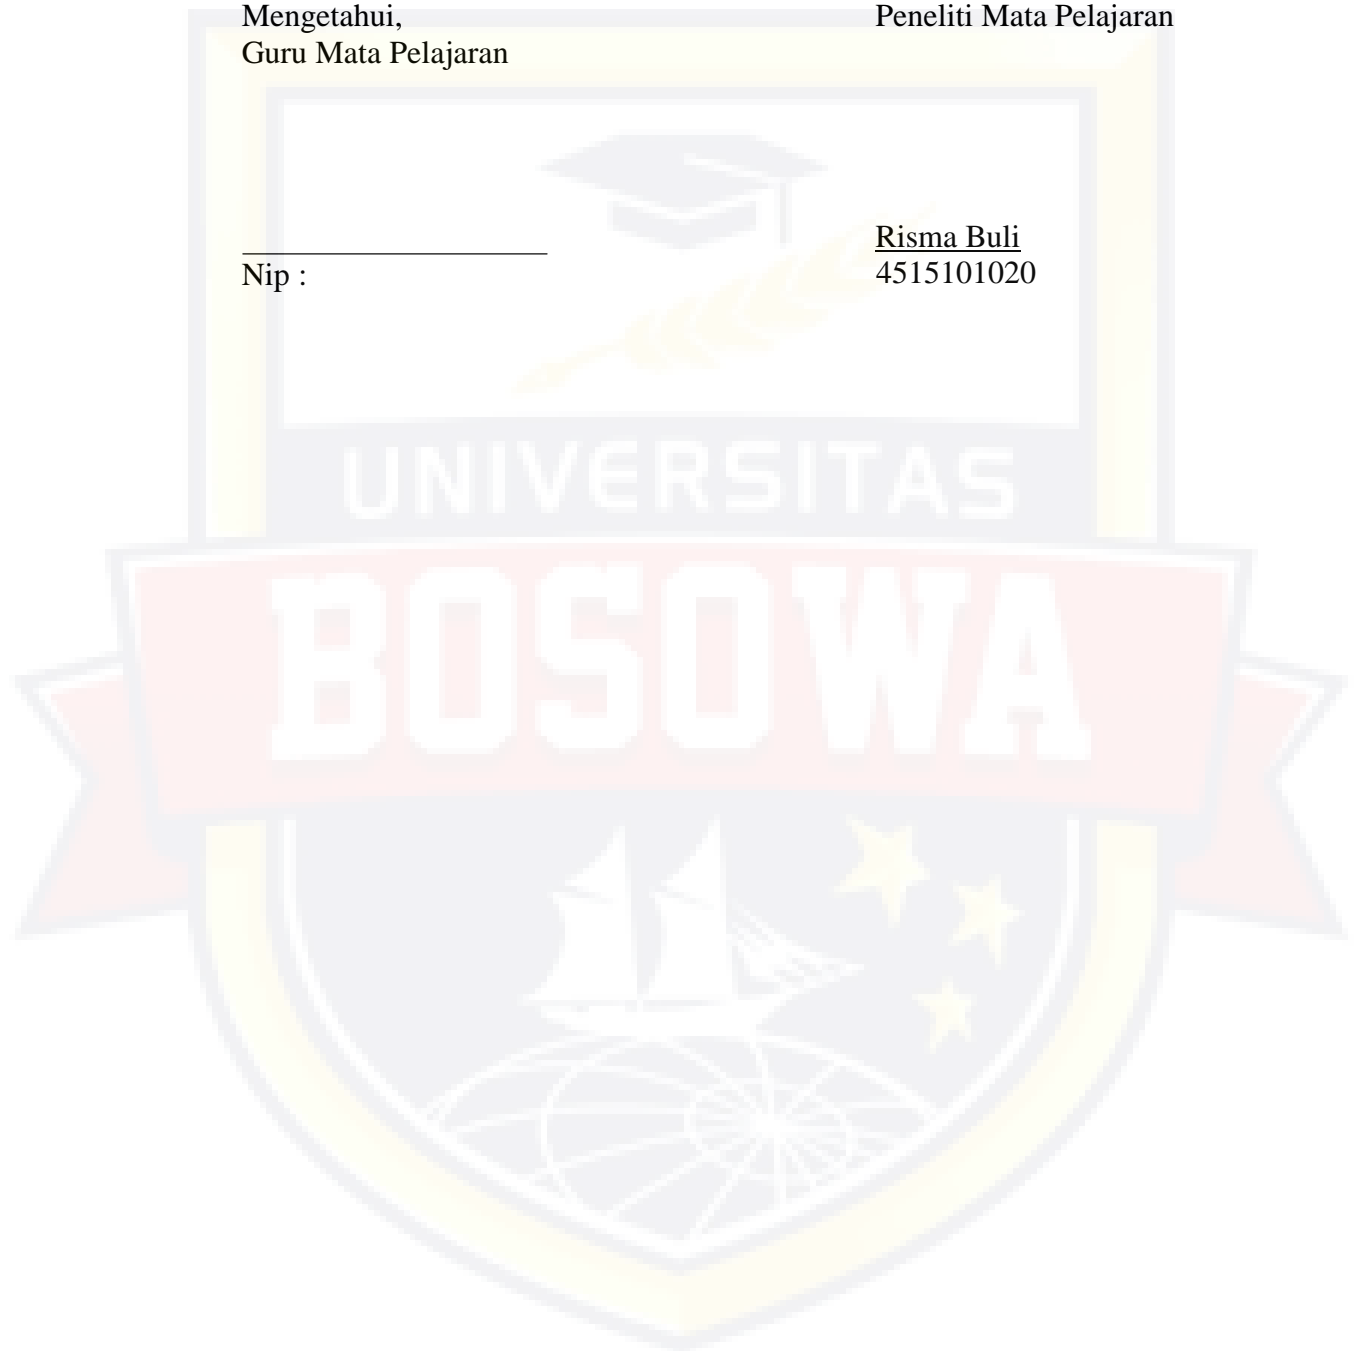 Mengetahui,
Guru Mata Pelajaran
Peneliti Mata Pelajaran
Nip :
Risma Buli
4515101020
UNIVERSITAS
BOSOWA